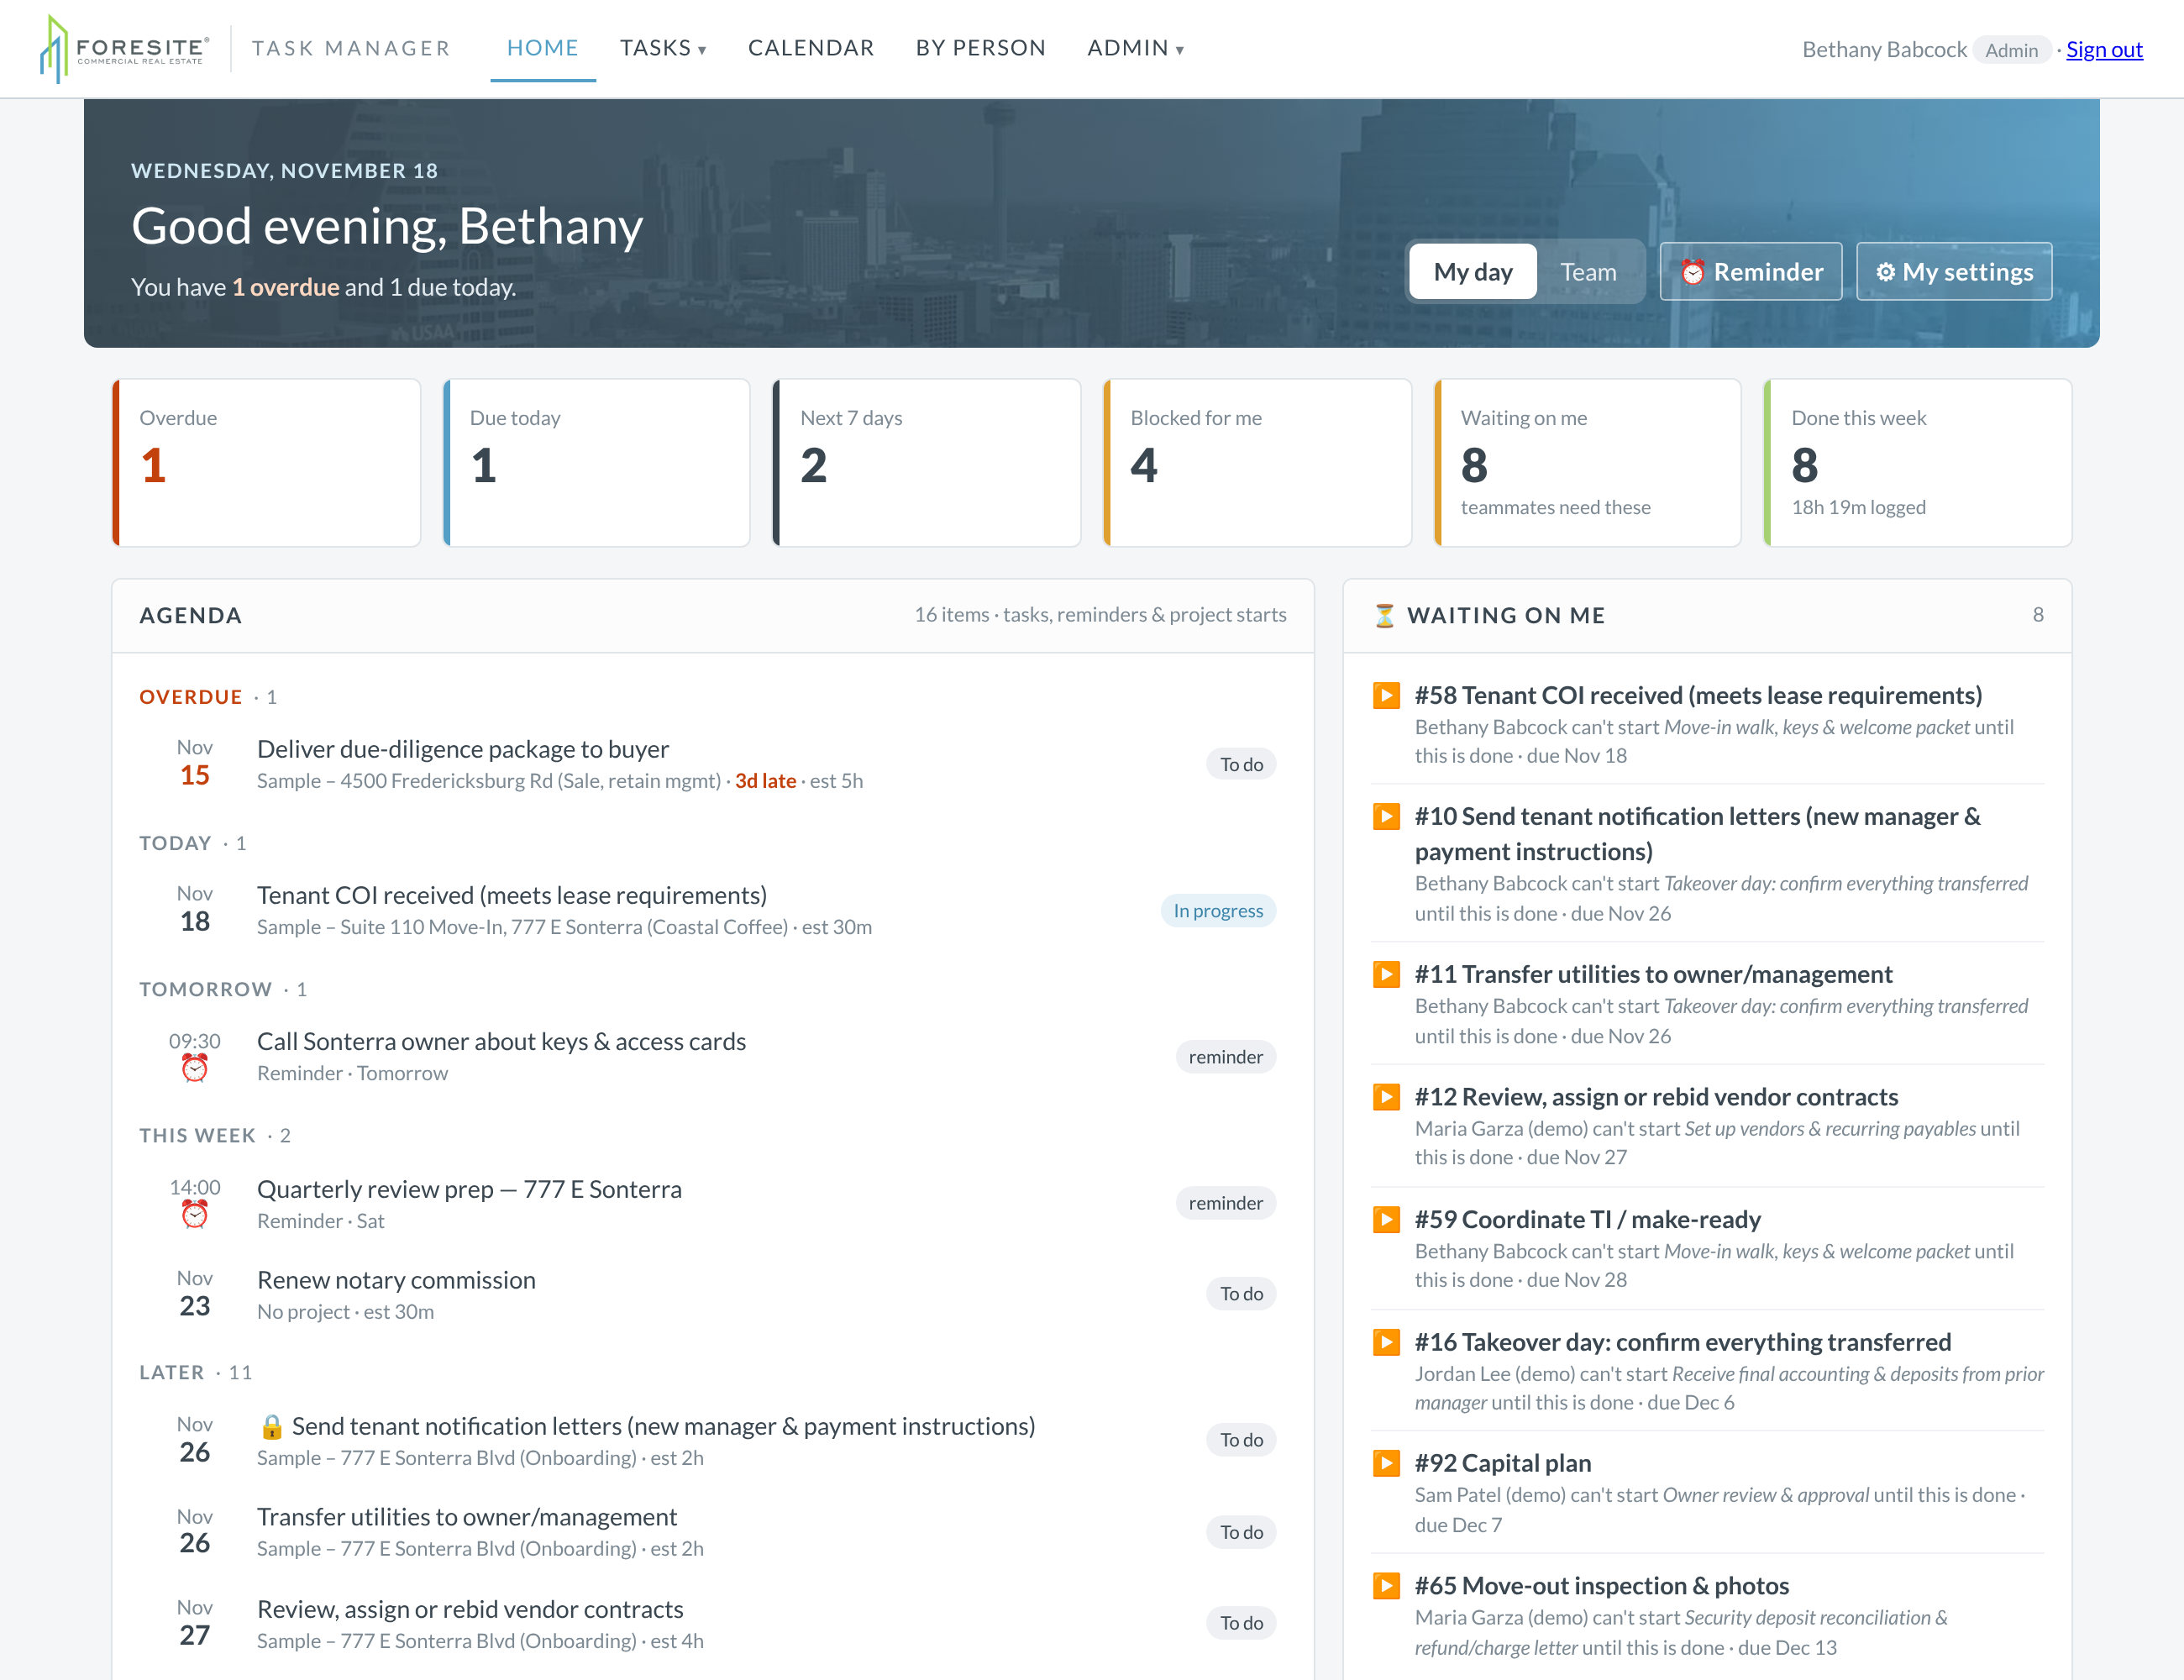 FORESITE®
COMMERCIAL REAL ESTATE
TASK MANAGER
HOME
TASKS ▾
CALENDAR
BY PERSON
ADMIN ▾
Bethany Babcock Admin · Sign out
WEDNESDAY, NOVEMBER 18
Good evening, Bethany
You have 1 overdue and 1 due today.
My day
Team
⏰ Reminder
⚙ My settings
USAA
Overdue
1
Due today
1
Next 7 days
2
Blocked for me
4
Waiting on me
8
teammates need these
Done this week
8
18h 19m logged
AGENDA
16 items · tasks, reminders & project starts
OVERDUE · 1
Nov
15
Deliver due-diligence package to buyer
Sample – 4500 Fredericksburg Rd (Sale, retain mgmt) · 3d late · est 5h
To do
TODAY · 1
Nov
18
Tenant COI received (meets lease requirements)
Sample – Suite 110 Move-In, 777 E Sonterra (Coastal Coffee) · est 30m
In progress
TOMORROW · 1
09:30
⏰
Call Sonterra owner about keys & access cards
Reminder · Tomorrow
reminder
THIS WEEK · 2
14:00
⏰
Quarterly review prep — 777 E Sonterra
Reminder · Sat
reminder
Nov
23
Renew notary commission
No project · est 30m
To do
LATER · 11
Nov
26
🔒 Send tenant notification letters (new manager & payment instructions)
Sample – 777 E Sonterra Blvd (Onboarding) · est 2h
To do
Nov
26
Transfer utilities to owner/management
Sample – 777 E Sonterra Blvd (Onboarding) · est 2h
To do
Nov
27
Review, assign or rebid vendor contracts
Sample – 777 E Sonterra Blvd (Onboarding) · est 4h
To do
⏳ WAITING ON ME
8
#58 Tenant COI received (meets lease requirements)
Bethany Babcock can't start Move-in walk, keys & welcome packet until
this is done · due Nov 18
#10 Send tenant notification letters (new manager &
payment instructions)
Bethany Babcock can't start Takeover day: confirm everything transferred
until this is done · due Nov 26
#11 Transfer utilities to owner/management
Bethany Babcock can't start Takeover day: confirm everything transferred
until this is done · due Nov 26
#12 Review, assign or rebid vendor contracts
Maria Garza (demo) can't start Set up vendors & recurring payables until
this is done · due Nov 27
#59 Coordinate TI / make-ready
Bethany Babcock can't start Move-in walk, keys & welcome packet until
this is done · due Nov 28
#16 Takeover day: confirm everything transferred
Jordan Lee (demo) can't start Receive final accounting & deposits from prior
manager until this is done · due Dec 6
#92 Capital plan
Sam Patel (demo) can't start Owner review & approval until this is done ·
due Dec 7
#65 Move-out inspection & photos
Maria Garza (demo) can't start Security deposit reconciliation &
refund/charge letter until this is done · due Dec 13